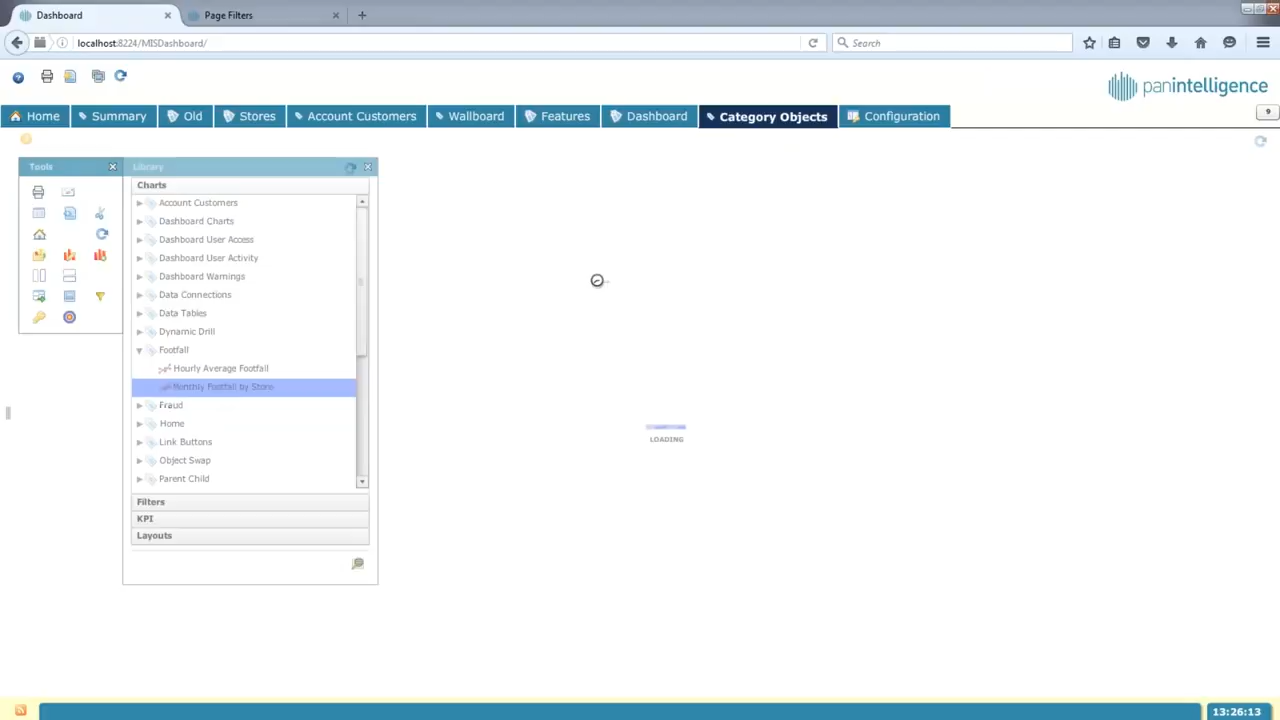 Dashboard
Page Filters
localhost:8224/MISDashboard/
Search
panintelligence
Home
Summary
Old
Stores
Account Customers
Wallboard
Features
Dashboard
Category Objects
Configuration
9
Tools
Library
Charts
Account Customers
Dashboard Charts
Dashboard User Access
Dashboard User Activity
Dashboard Warnings
Data Connections
Data Tables
Dynamic Drill
Footfall
Hourly Average Footfall
Monthly Footfall by Store
Fraud
Home
Link Buttons
Object Swap
Parent Child
Filters
KPI
Layouts
LOADING
13:26:13